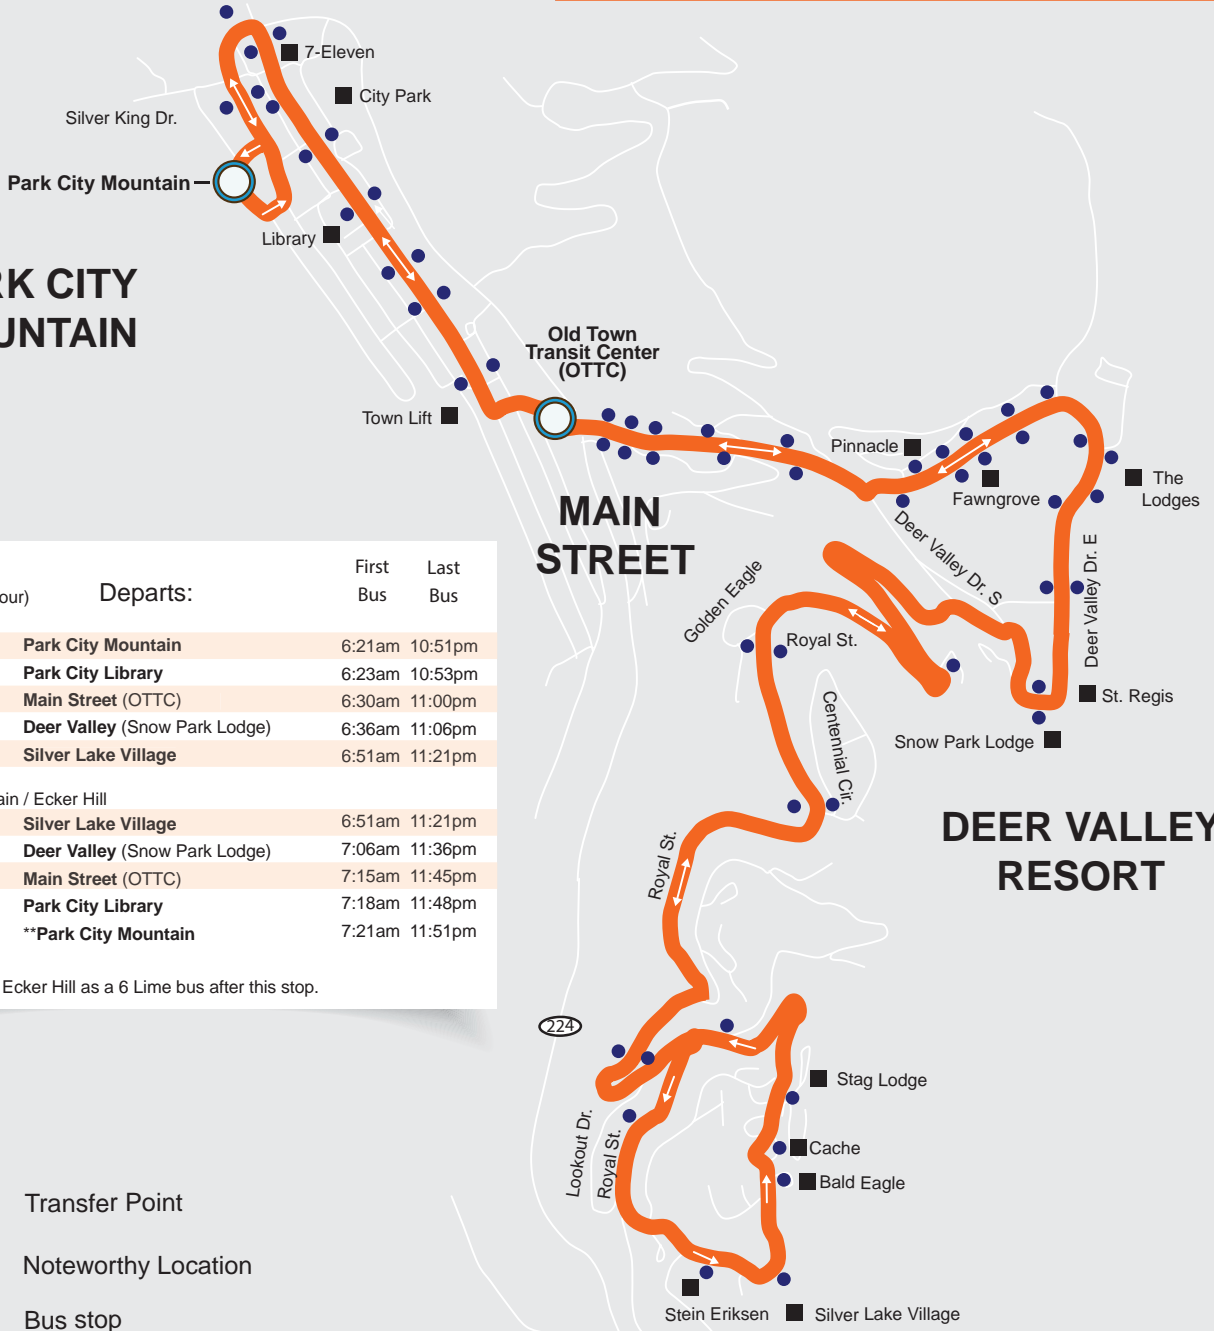 7-Eleven
City Park
Silver King Dr.
Park City Mountain
Library
RK CITY
UNTAIN
Old Town
Transit Center
(OTTC)
Town Lift
Pinnacle
Fawngrove
The
Lodges
MAIN
STREET
Deer Valley Dr. S
Deer Valley Dr. E
Golden Eagle
Royal St.
Centennial Cir.
St. Regis
Snow Park Lodge
DEER VALLEY
RESORT
First Last
our) Departs: Bus Bus
Park City Mountain 6:21am 10:51pm
Park City Library 6:23am 10:53pm
Main Street (OTTC) 6:30am 11:00pm
Deer Valley (Snow Park Lodge) 6:36am 11:06pm
Silver Lake Village 6:51am 11:21pm
ain / Ecker Hill
Silver Lake Village 6:51am 11:21pm
Deer Valley (Snow Park Lodge) 7:06am 11:36pm
Main Street (OTTC) 7:15am 11:45pm
Park City Library 7:18am 11:48pm
**Park City Mountain 7:21am 11:51pm
Ecker Hill as a 6 Lime bus after this stop.
Royal St.
224
Stag Lodge
Lookout Dr.
Royal St.
Cache
Bald Eagle
Stein Eriksen
Silver Lake Village
Transfer Point
Noteworthy Location
Bus stop